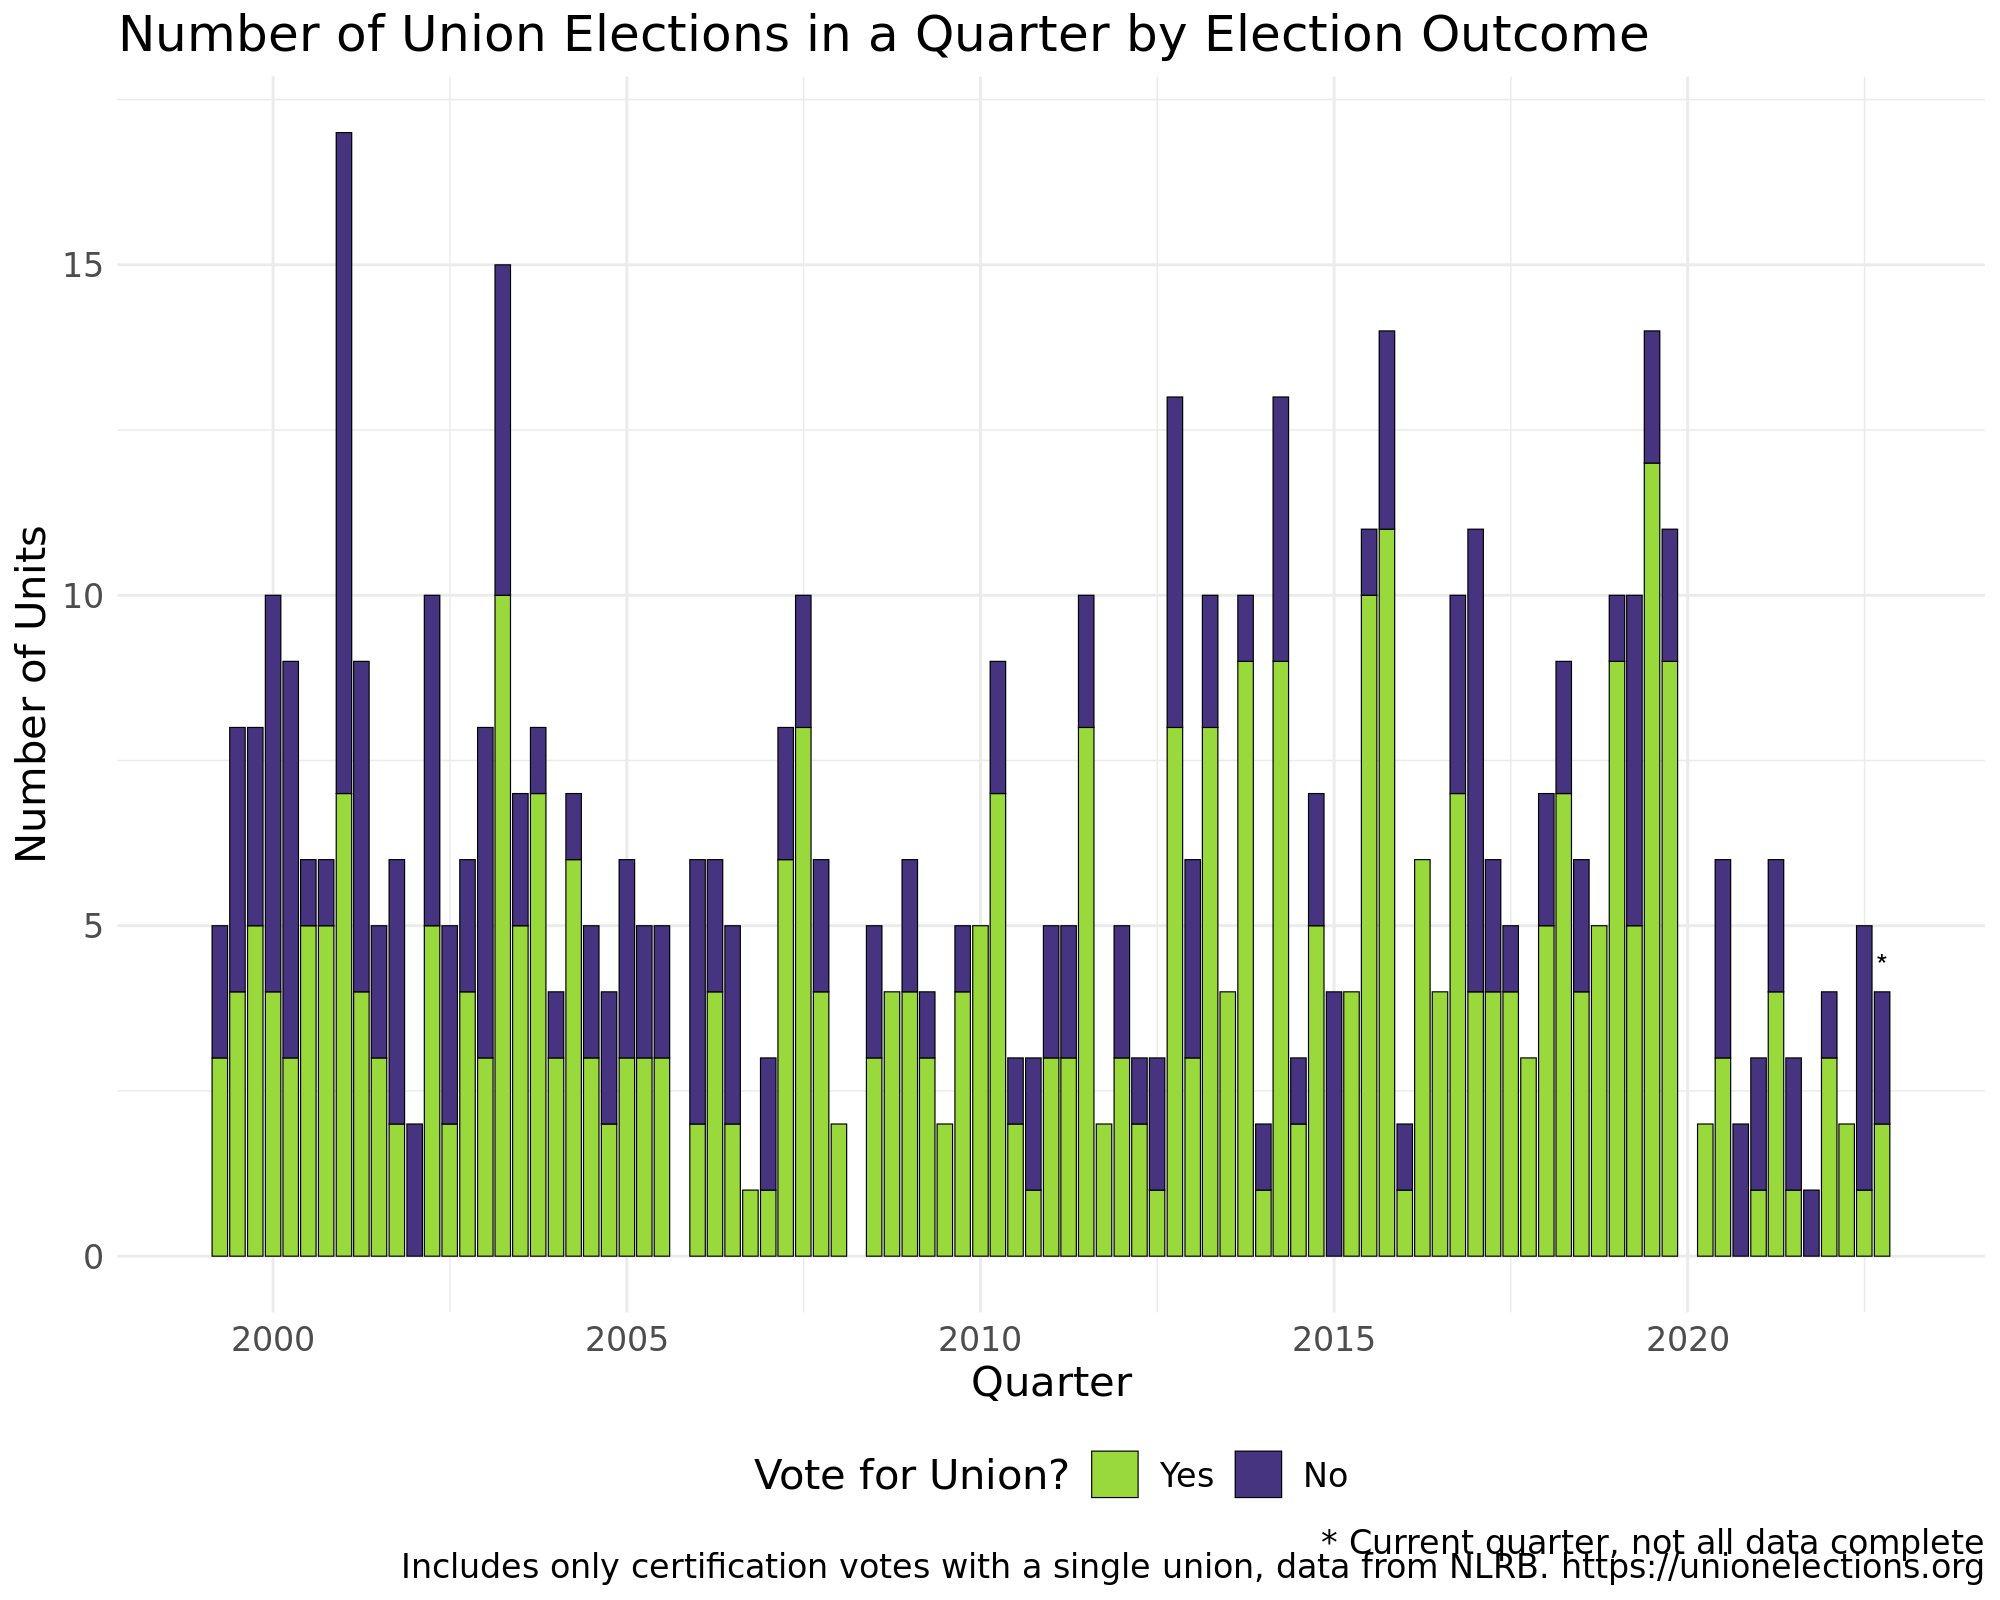 Number of Union Elections in a Quarter by Election Outcome
Number of Units
15
10
5
0
2000 2005 2010 2015 2020
*
Quarter
Vote for Union? Yes No
* Current quarter, not all data complete
Includes only certification votes with a single union, data from NLRB. https://unionelections.org